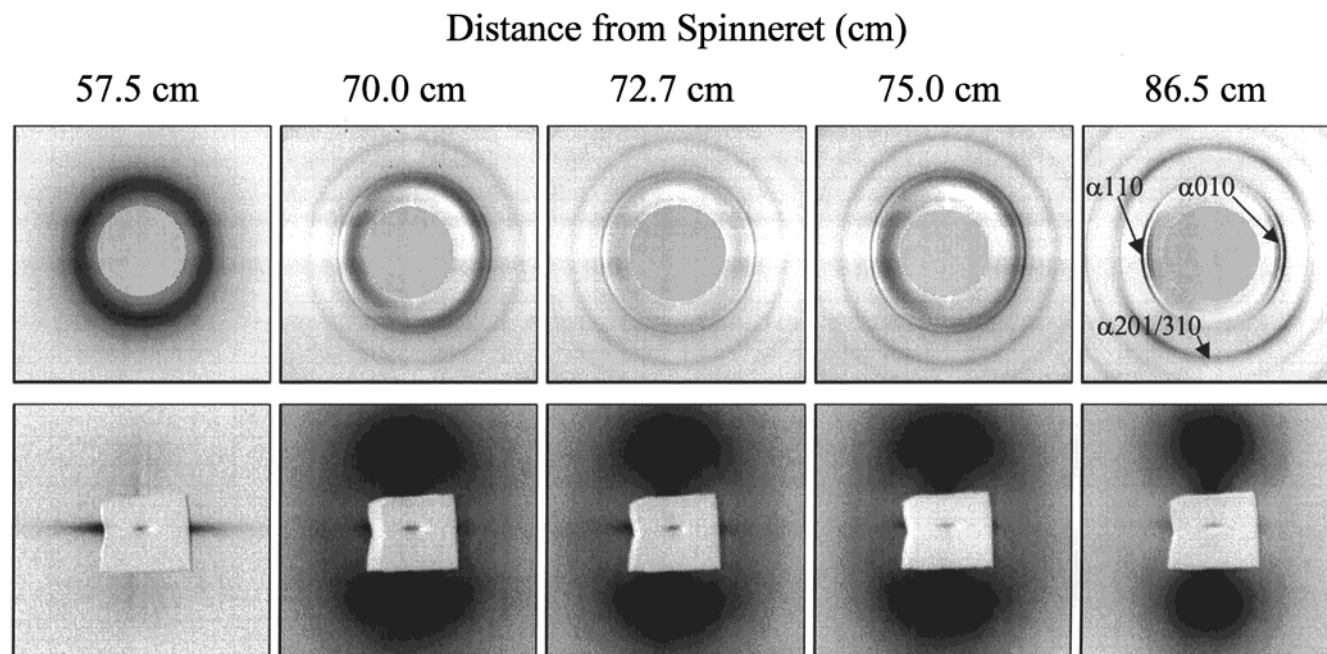 Distance from Spinneret (cm)
57.5 cm 70.0 cm 72.7 cm 75.0 cm 86.5 cm
α110 α010
α201/310